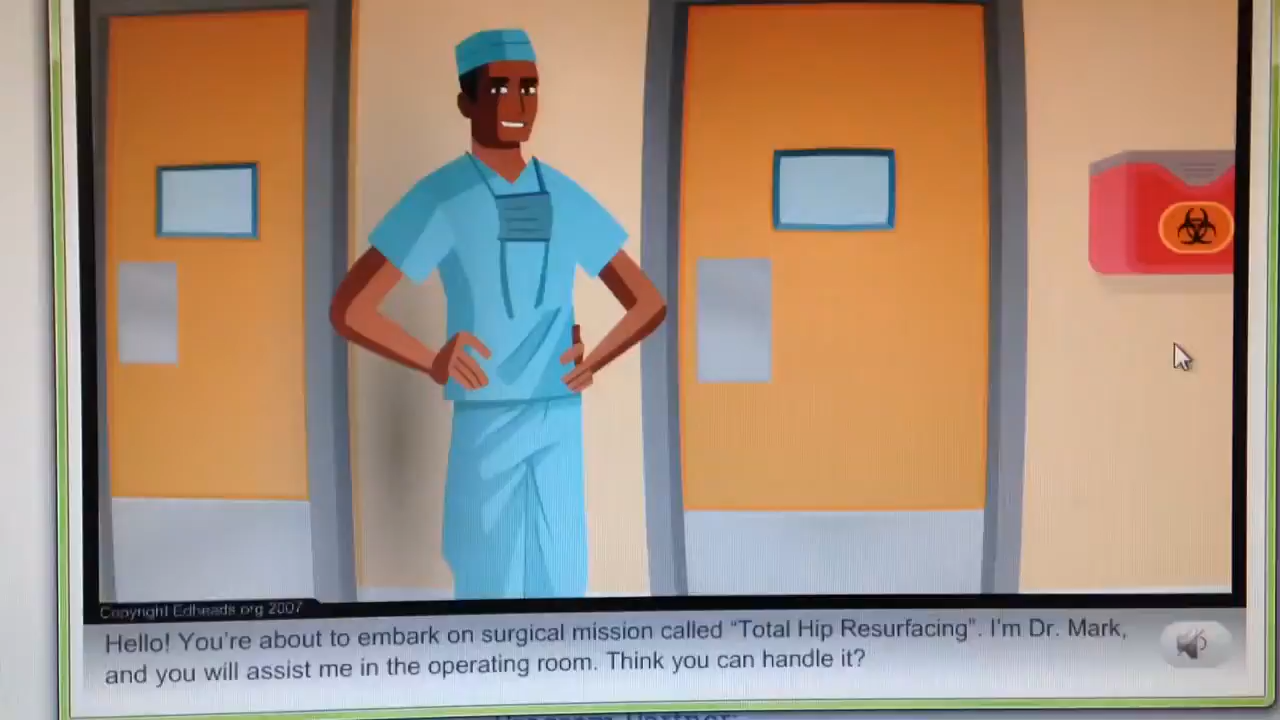 Copyright Edheads.org 2007
Hello! You're about to embark on surgical mission called “Total Hip Resurfacing”. I'm Dr. Mark,
and you will assist me in the operating room. Think you can handle it?